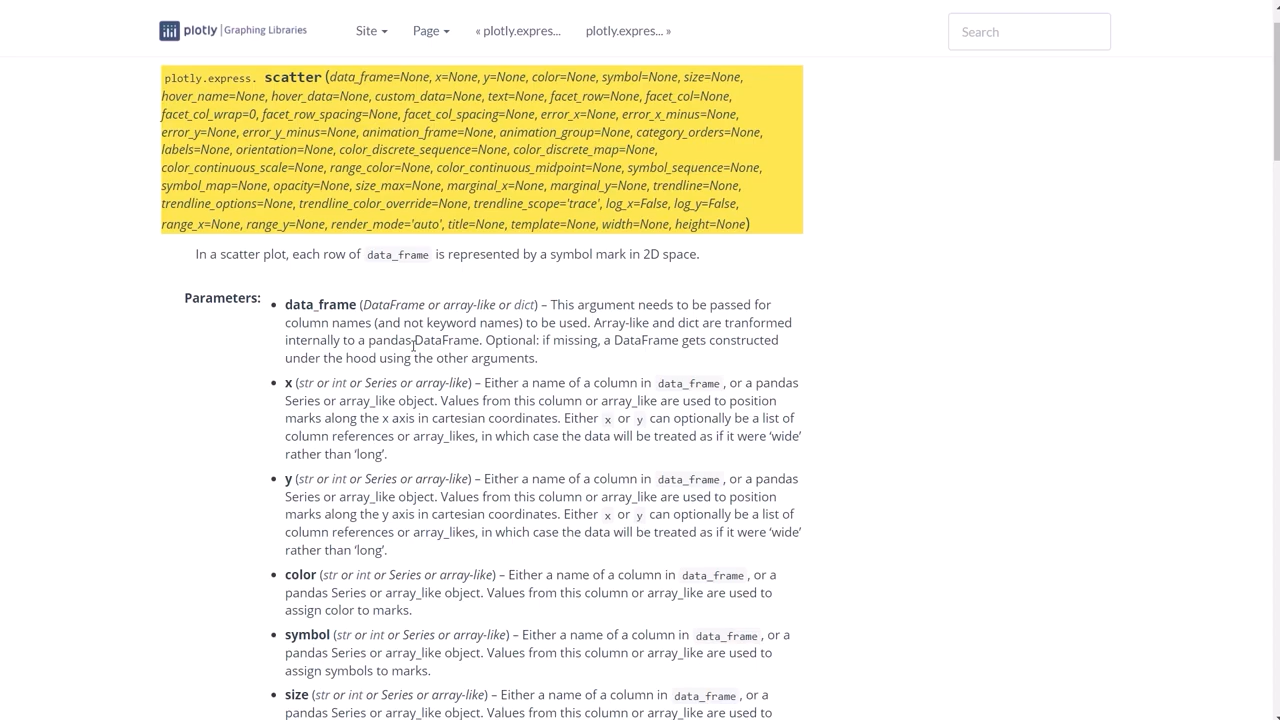 plotly | Graphing Libraries
Site
Page
« plotly.expres...
plotly.expres... »
Search
plotly.express. scatter (data_frame=None, x=None, y=None, color=None, symbol=None, size=None,
hover_name=None, hover_data=None, custom_data=None, text=None, facet_row=None, facet_col=None,
facet_col_wrap=0, facet_row_spacing=None, facet_col_spacing=None, error_x=None, error_x_minus=None,
error_y=None, error_y_minus=None, animation_frame=None, animation_group=None, category_orders=None,
labels=None, orientation=None, color_discrete_sequence=None, color_discrete_map=None,
color_continuous_scale=None, range_color=None, color_continuous_midpoint=None, symbol_sequence=None,
symbol_map=None, opacity=None, size_max=None, marginal_x=None, marginal_y=None, trendline=None,
trendline_options=None, trendline_color_override=None, trendline_scope='trace', log_x=False, log_y=False,
range_x=None, range_y=None, render_mode='auto', title=None, template=None, width=None, height=None)
In a scatter plot, each row of data_frame is represented by a symbol mark in 2D space.
Parameters:
• data_frame (DataFrame or array-like or dict) – This argument needs to be passed for
column names (and not keyword names) to be used. Array-like and dict are tranformed
internally to a pandas DataFrame. Optional: if missing, a DataFrame gets constructed
under the hood using the other arguments.
• x (str or int or Series or array-like) – Either a name of a column in data_frame, or a pandas
Series or array_like object. Values from this column or array_like are used to position
marks along the x axis in cartesian coordinates. Either x or y can optionally be a list of
column references or array_likes, in which case the data will be treated as if it were ‘wide’
rather than ‘long’.
• y (str or int or Series or array-like) – Either a name of a column in data_frame, or a pandas
Series or array_like object. Values from this column or array_like are used to position
marks along the y axis in cartesian coordinates. Either x or y can optionally be a list of
column references or array_likes, in which case the data will be treated as if it were ‘wide’
rather than ‘long’.
• color (str or int or Series or array-like) – Either a name of a column in data_frame, or a
pandas Series or array_like object. Values from this column or array_like are used to
assign color to marks.
• symbol (str or int or Series or array-like) – Either a name of a column in data_frame, or a
pandas Series or array_like object. Values from this column or array_like are used to
assign symbols to marks.
• size (str or int or Series or array-like) – Either a name of a column in data_frame, or a
pandas Series or array_like object. Values from this column or array_like are used to